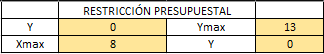 RESTRICCIÓN PRESUPUESTAL
Y 0 Ymax 13
Xmax 8 Y 0